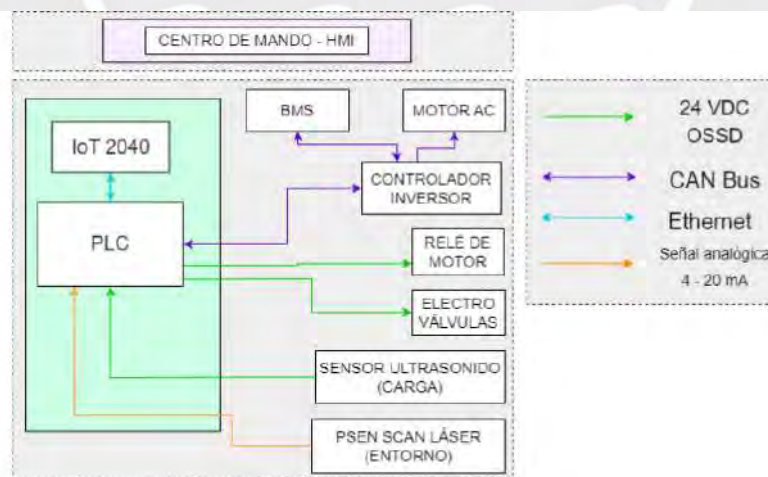 CENTRO DE MANDO - HMI
BMS
MOTOR AC
IoT 2040
CONTROLADOR
INVERSOR
PLC
RELÉ DE
MOTOR
ELECTRO
VÁLVULAS
SENSOR ULTRASONIDO
(CARGA)
PSEN SCAN LÁSER
(ENTORNO)
24 VDC
OSSD
CAN Bus
Ethernet
Señal analógica
4 - 20 mA